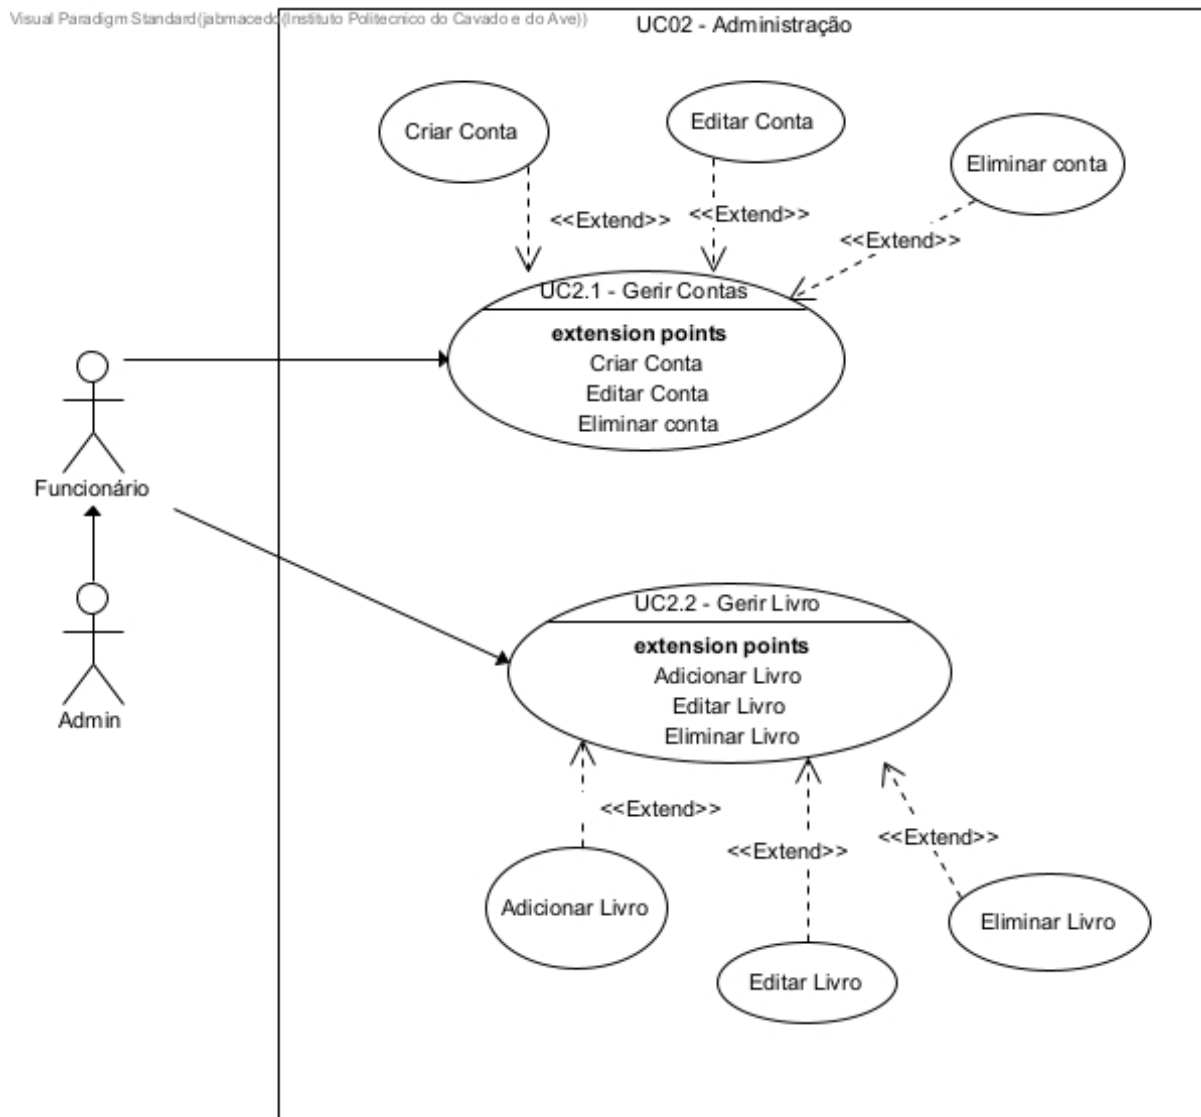 Visual Paradigm Standard(jabmacedo(Instituto Politecnico do Cavado e do Ave))
UC02 - Administração
Criar Conta
Editar Conta
Eliminar conta
<<Extend>>
<<Extend>>
<<Extend>>
UC2.1 - Gerir Contas
extension points
Criar Conta
Editar Conta
Eliminar conta
Funcionário
Admin
UC2.2 - Gerir Livro
extension points
Adicionar Livro
Editar Livro
Eliminar Livro
<<Extend>>
<<Extend>>
<<Extend>>
Adicionar Livro
Editar Livro
Eliminar Livro